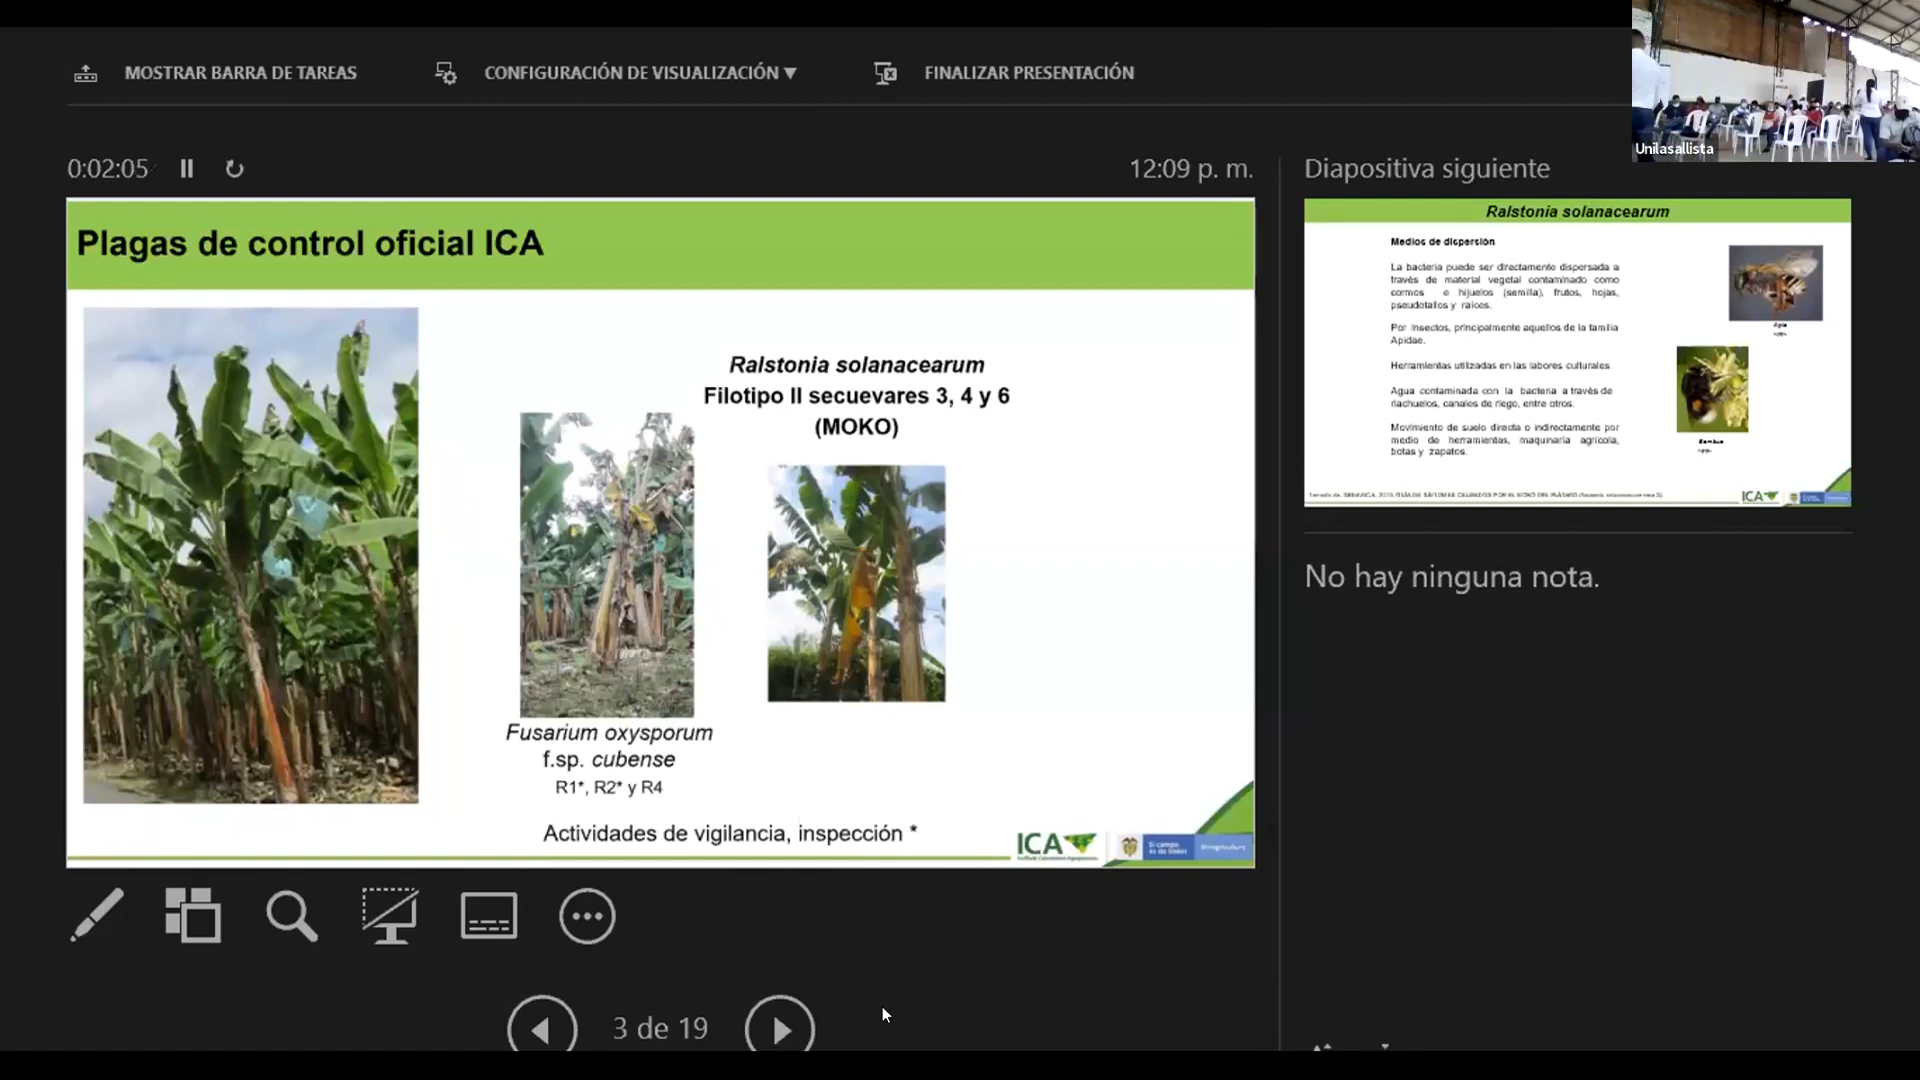 MOSTRAR BARRA DE TAREAS
CONFIGURACIÓN DE VISUALIZACIÓN ▼
FINALIZAR PRESENTACIÓN
Unilasallista
0:02:05
12:09 p. m.
Diapositiva siguiente
Plagas de control oficial ICA
Ralstonia solanacearum
Filotipo II secuevares 3, 4 y 6
(MOKO)
Fusarium oxysporum
f.sp. cubense
R1*, R2* y R4
Actividades de vigilancia, inspección *
ICA
El campo
es de todos
Minagricultura
Ralstonia solanacearum
Medios de dispersión
La bacteria puede ser directamente dispersada a
través de material vegetal contaminado como
cormos o hijuelos (semilla), frutos, hojas,
pseudotallos y raíces.
Por insectos, principalmente aquellos de la familia
Apidae.
Herramientas utilizadas en las labores culturales.
Agua contaminada con la bacteria a través de
riachuelos, canales de riego, entre otros.
Movimiento de suelo directa o indirectamente por
medio de herramientas, maquinaria agrícola,
botas y zapatos.
ICA
No hay ninguna nota.
3 de 19